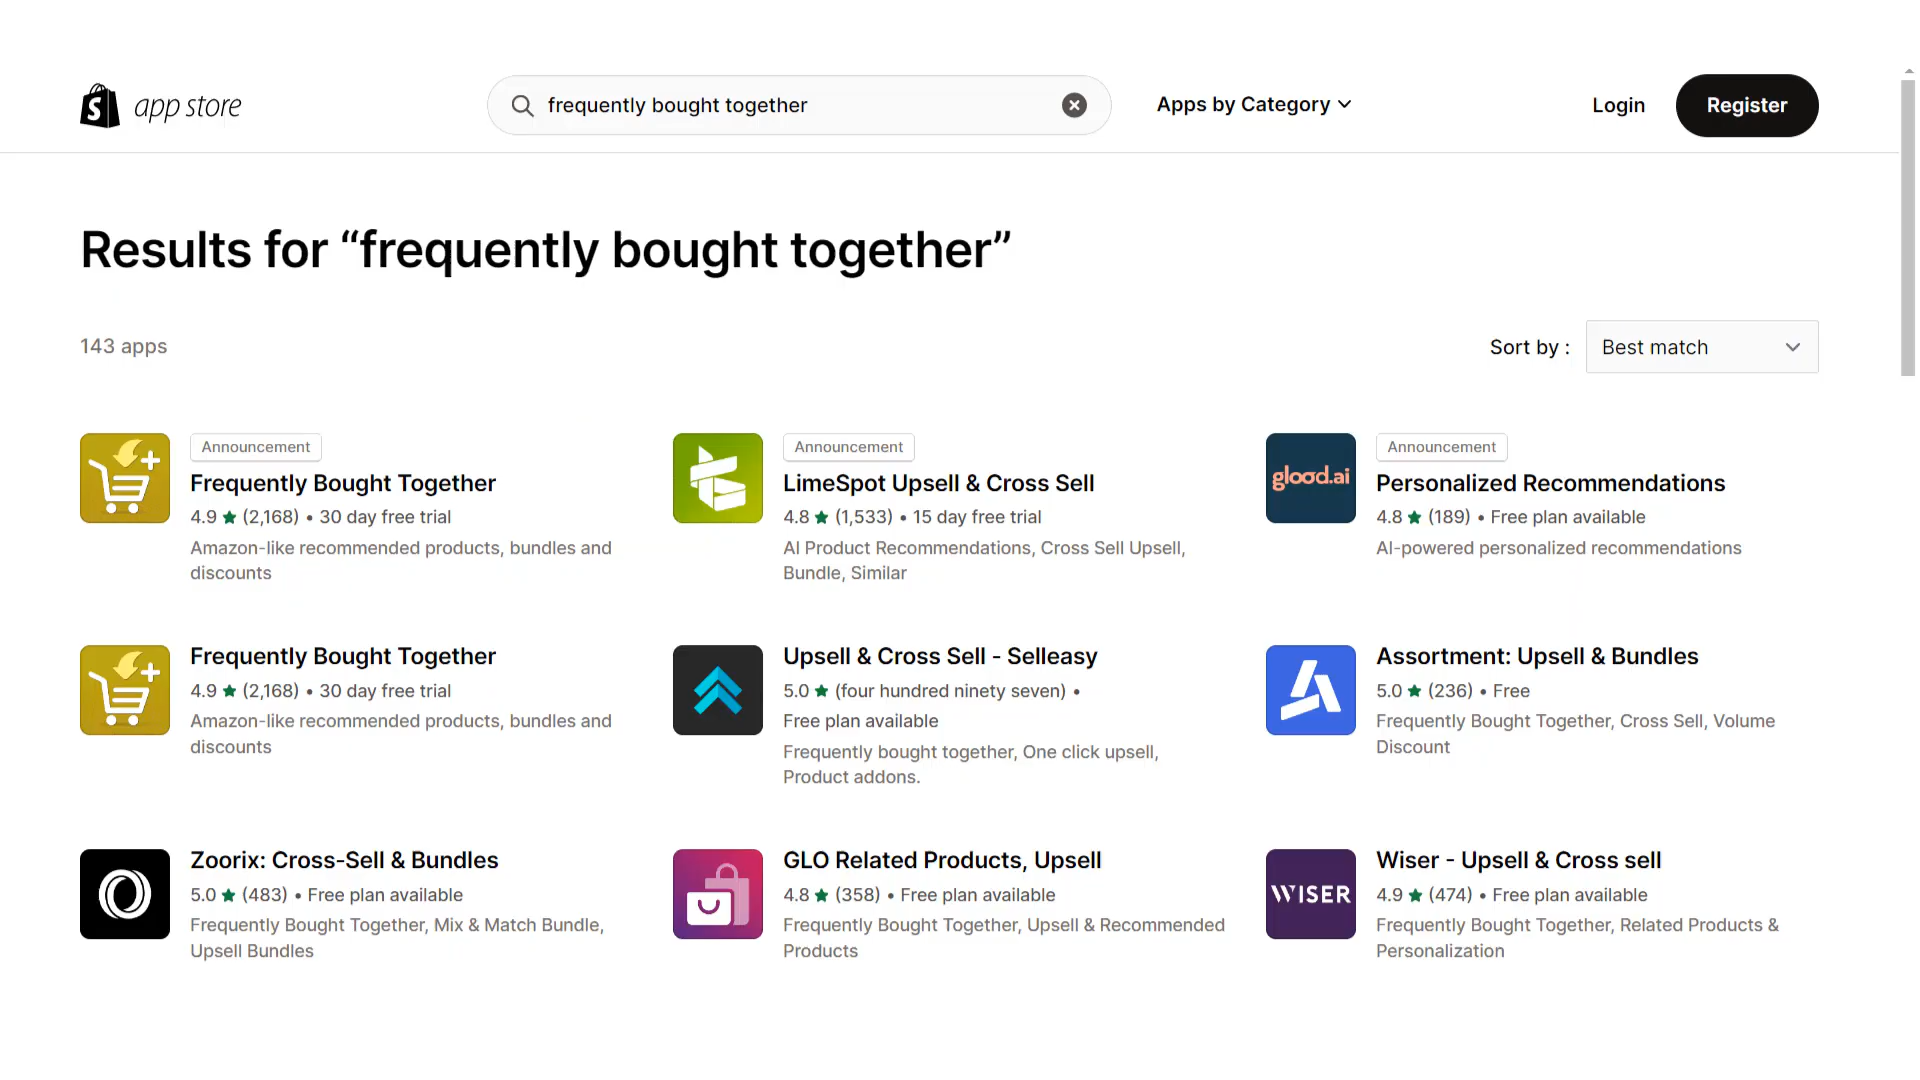 app store
frequently bought together
Apps by Category
Login
Register
Results for “frequently bought together”
143 apps
Sort by :
Best match
Announcement
Frequently Bought Together
4.9 ★ (2,168) • 30 day free trial
Amazon-like recommended products, bundles and
discounts
Announcement
LimeSpot Upsell & Cross Sell
4.8 ★ (1,533) • 15 day free trial
AI Product Recommendations, Cross Sell Upsell,
Bundle, Similar
glood.ai
Announcement
Personalized Recommendations
4.8 ★ (189) • Free plan available
AI-powered personalized recommendations
Frequently Bought Together
4.9 ★ (2,168) • 30 day free trial
Amazon-like recommended products, bundles and
discounts
Upsell & Cross Sell - Selleasy
5.0 ★ (four hundred ninety seven) •
Free plan available
Frequently bought together, One click upsell,
Product addons.
Assortment: Upsell & Bundles
5.0 ★ (236) • Free
Frequently Bought Together, Cross Sell, Volume
Discount
Zoorix: Cross-Sell & Bundles
5.0 ★ (483) • Free plan available
Frequently Bought Together, Mix & Match Bundle,
Upsell Bundles
GLO Related Products, Upsell
4.8 ★ (358) • Free plan available
Frequently Bought Together, Upsell & Recommended
Products
WISER
Wiser - Upsell & Cross sell
4.9 ★ (474) • Free plan available
Frequently Bought Together, Related Products &
Personalization